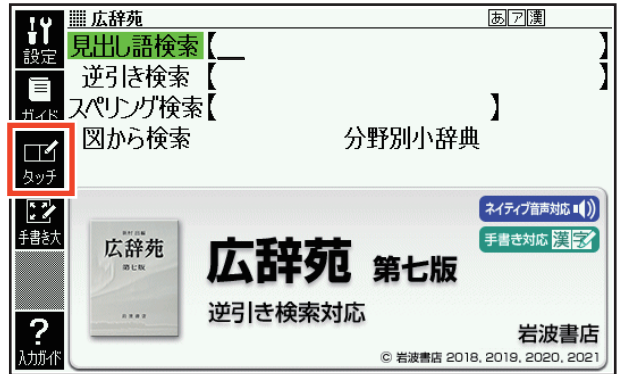 広辞苑
あ ア 漢
設定
見出し語検索【＿ 】
逆引き検索【 】
ガイド
スペリング検索【 】
図から検索 分野別小辞典
タッチ
ネイティブ音声対応
手書き大
手書き対応 漢字
広辞苑
第七版
広辞苑 第七版
逆引き検索対応
岩波書店
?
入力ガイド
© 岩波書店 2018, 2019, 2020, 2021